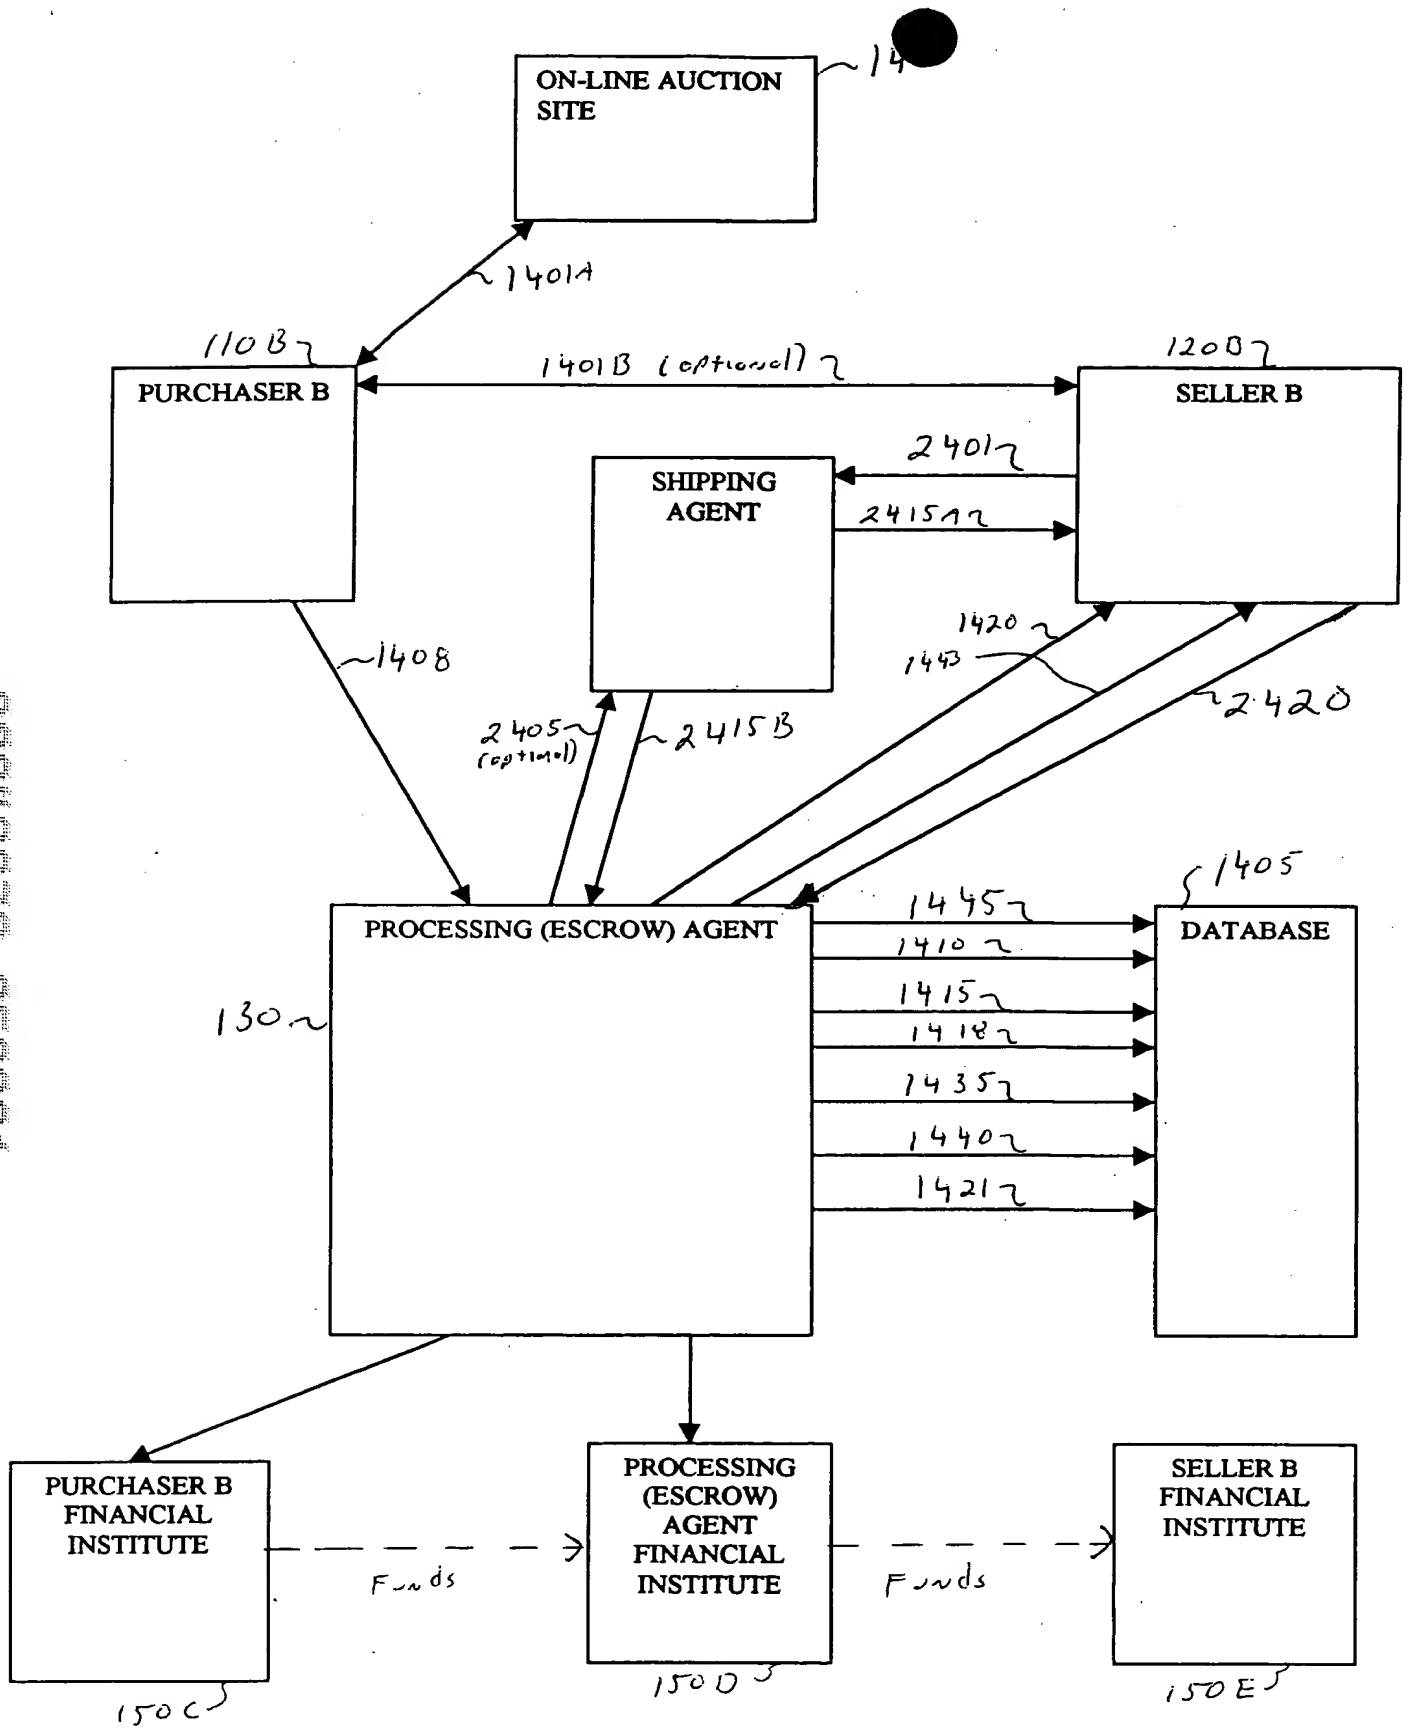 ON-LINE AUCTION
SITE
14
1401A
110B
1401B (optional)
120B
PURCHASER B
SELLER B
2401
SHIPPING
AGENT
2415A
1420
1443
1408
2405
(optional)
2415B
2420
1405
PROCESSING (ESCROW) AGENT
1445
DATABASE
1410
1415
130
1418
1435
1440
1421
PURCHASER B
FINANCIAL
INSTITUTE
PROCESSING
(ESCROW)
AGENT
FINANCIAL
INSTITUTE
SELLER B
FINANCIAL
INSTITUTE
Funds
Funds
150C
150D
150E